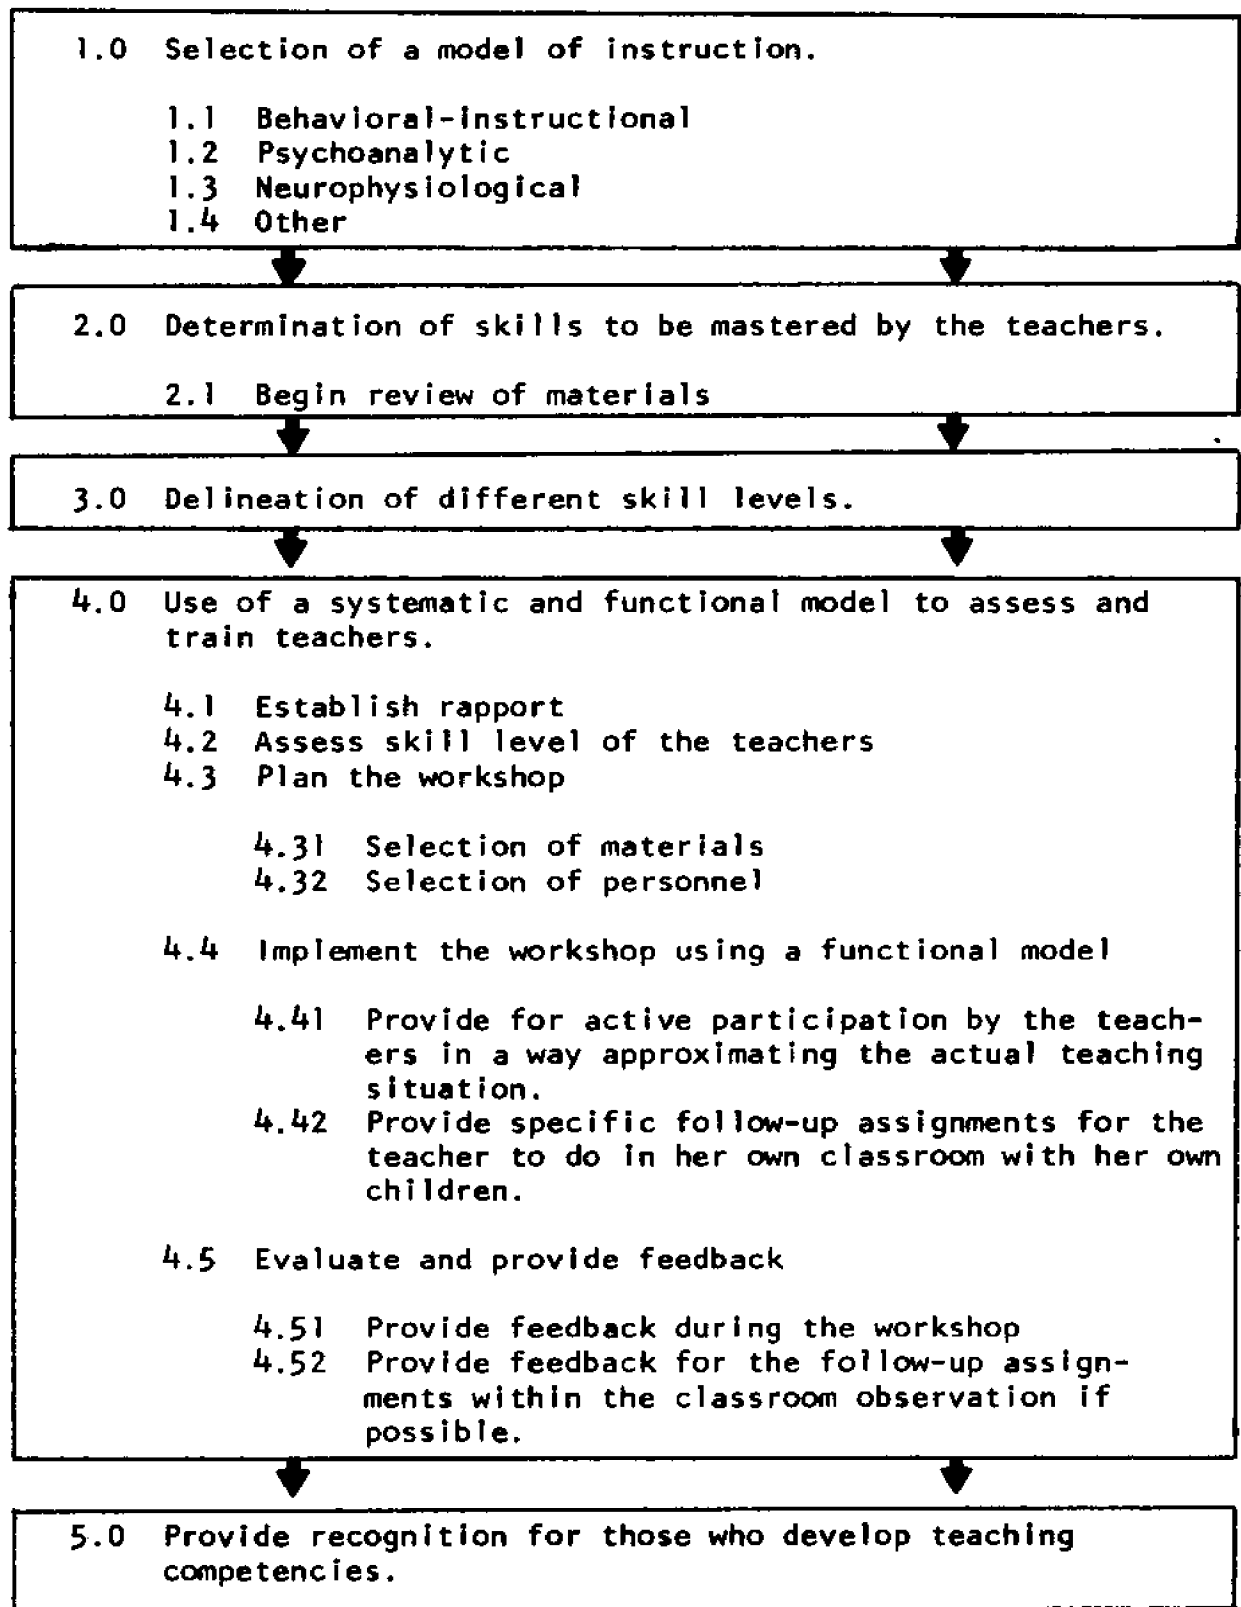 1.0 Selection of a model of instruction.
1.1 Behavioral-Instructional
1.2 Psychoanalytic
1.3 Neurophysiological
1.4 Other
2.0 Determination of skills to be mastered by the teachers.
2.1 Begin review of materials
3.0 Delineation of different skill levels.
4.0 Use of a systematic and functional model to assess and
train teachers.
4.1 Establish rapport
4.2 Assess skill level of the teachers
4.3 Plan the workshop
4.31 Selection of materials
4.32 Selection of personnel
4.4 Implement the workshop using a functional model
4.41 Provide for active participation by the teach-
ers in a way approximating the actual teaching
situation.
4.42 Provide specific follow-up assignments for the
teacher to do in her own classroom with her own
children.
4.5 Evaluate and provide feedback
4.51 Provide feedback during the workshop
4.52 Provide feedback for the follow-up assign-
ments within the classroom observation if
possible.
5.0 Provide recognition for those who develop teaching
competencies.